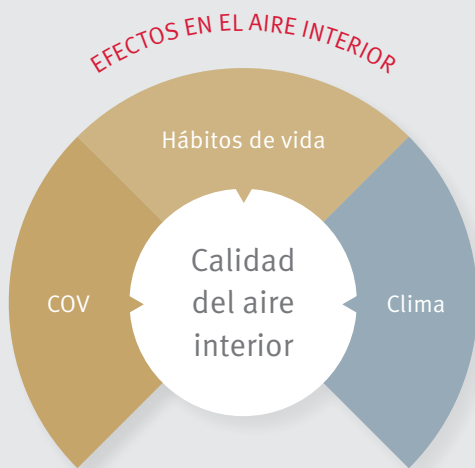 EFECTOS EN EL AIRE INTERIOR
Hábitos de vida
COV
Calidad
del aire
interior
Clima